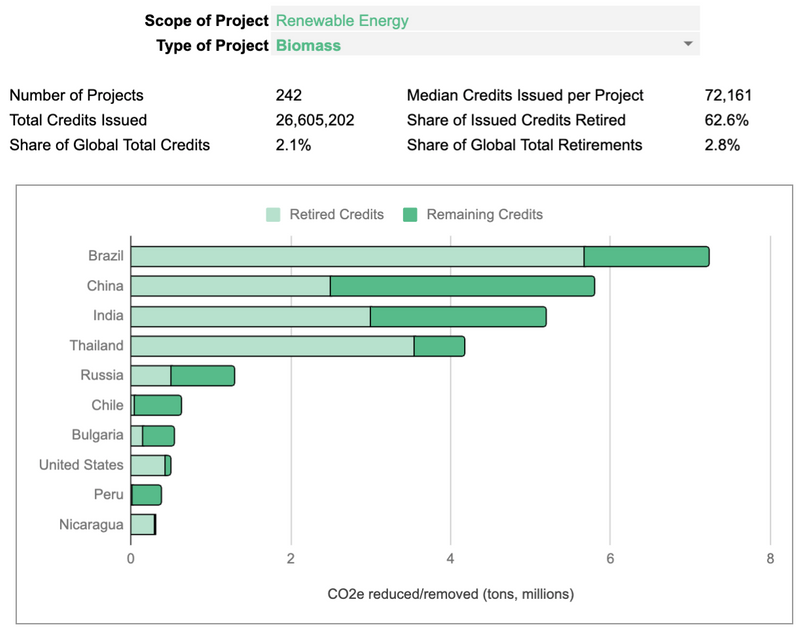 Scope of Project Renewable Energy
Type of Project Biomass
Number of Projects 242 Median Credits Issued per Project 72,161
Total Credits Issued 26,605,202 Share of Issued Credits Retired 62.6%
Share of Global Total Credits 2.1% Share of Global Total Retirements 2.8%
Retired Credits Remaining Credits
Brazil
China
India
Thailand
Russia
Chile
Bulgaria
United States
Peru
Nicaragua
0 2 4 6 8
CO2e reduced/removed (tons, millions)